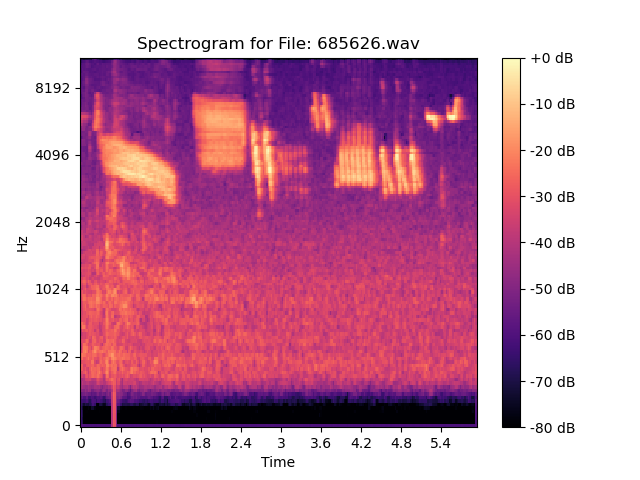 Spectrogram for File: 685626.wav
Hz
8192
4096
2048
1024
512
0
0 0.6 1.2 1.8 2.4 3 3.6 4.2 4.8 5.4
Time
+0 dB
-10 dB
-20 dB
-30 dB
-40 dB
-50 dB
-60 dB
-70 dB
-80 dB